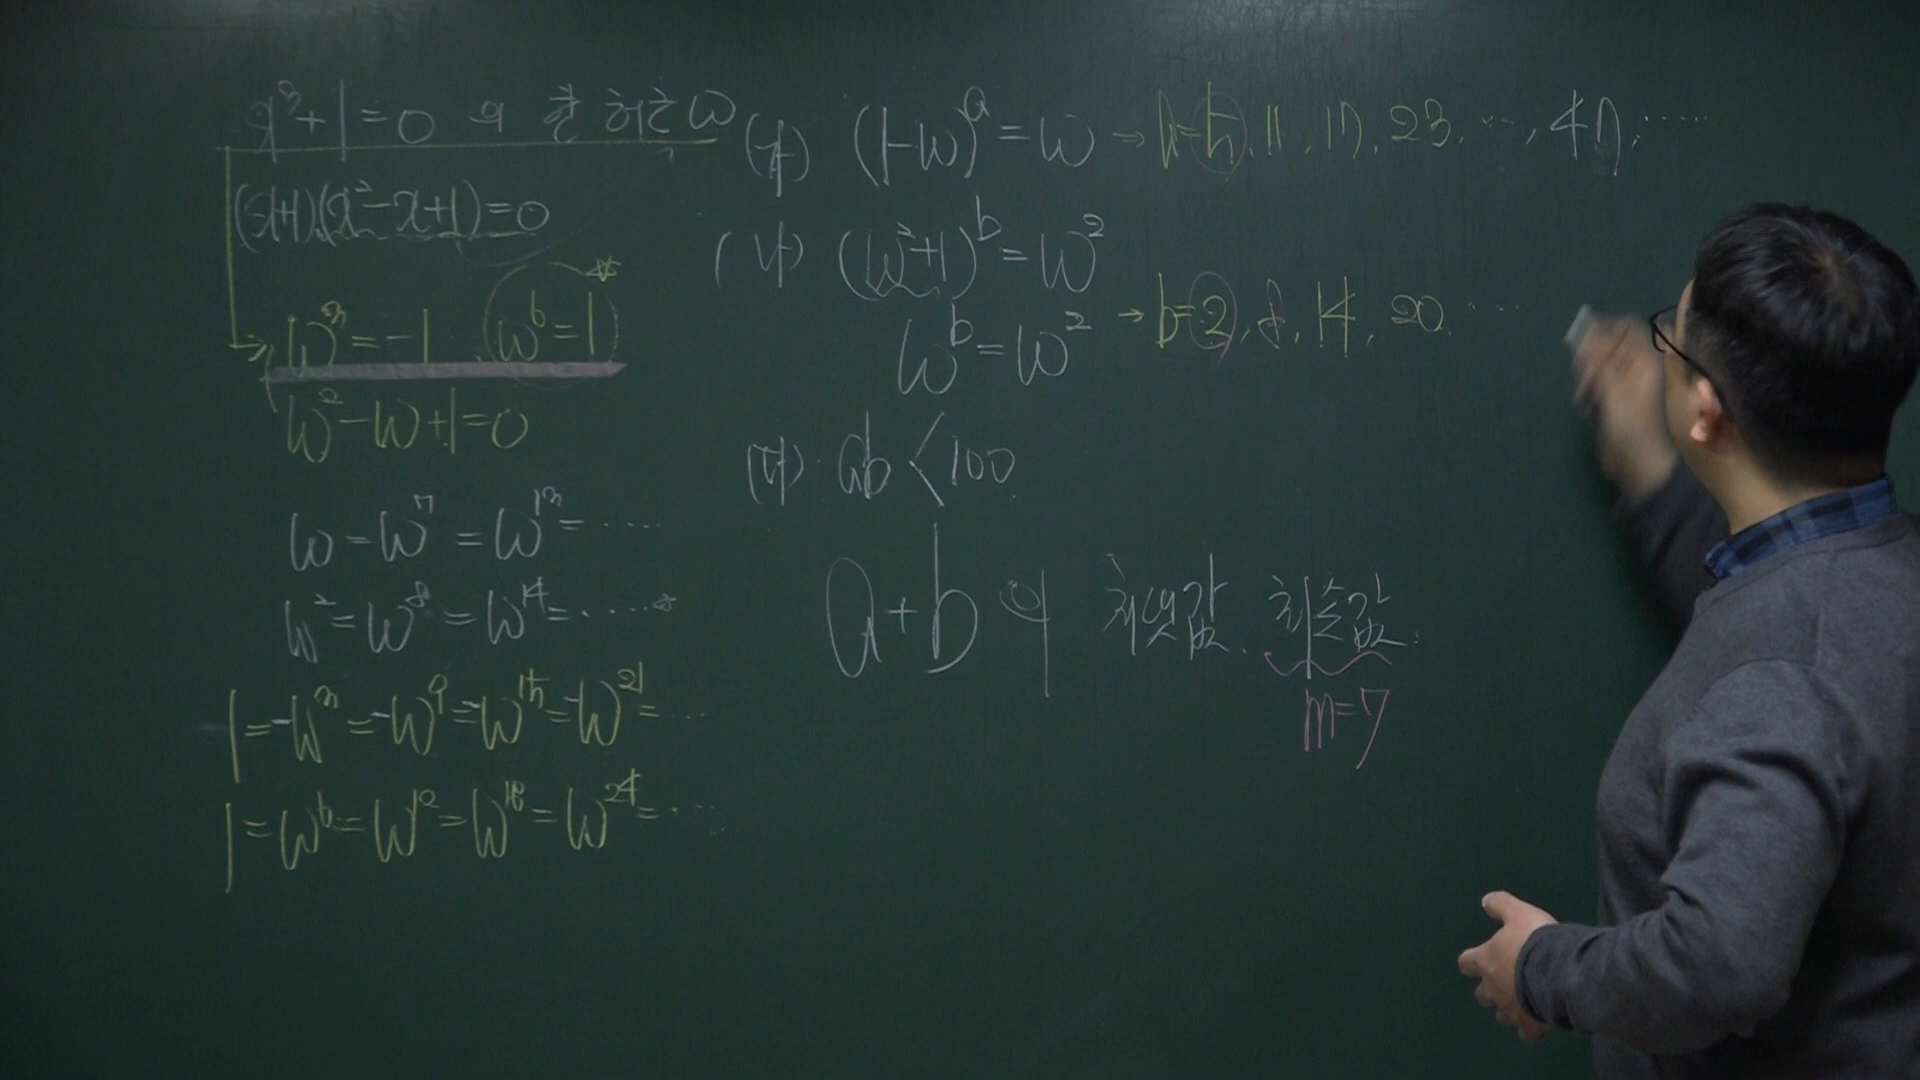 x³+1=0 의 한 허근 ω
(x+1)(x²-x+1)=0
ω³=-1 ω⁶=1
ω²-ω+1=0
ω=ω⁷=ω¹³=·····
ω²=ω⁸=ω¹⁴=·····
1=-ω³=-ω⁹=-ω¹⁵=-ω²¹=···
1=ω⁶=ω¹²=ω¹⁸=ω²⁴=···
(가) (1-ω)ᵃ=ω → a=5, 11, 17, 23, ···, 47, ·····
(나) (ω²+1)ᵇ=ω²
ωᵇ=ω² → b=2, 8, 14, 20, ····
(다) ab<100
a+b의 최댓값, 최솟값
m=7